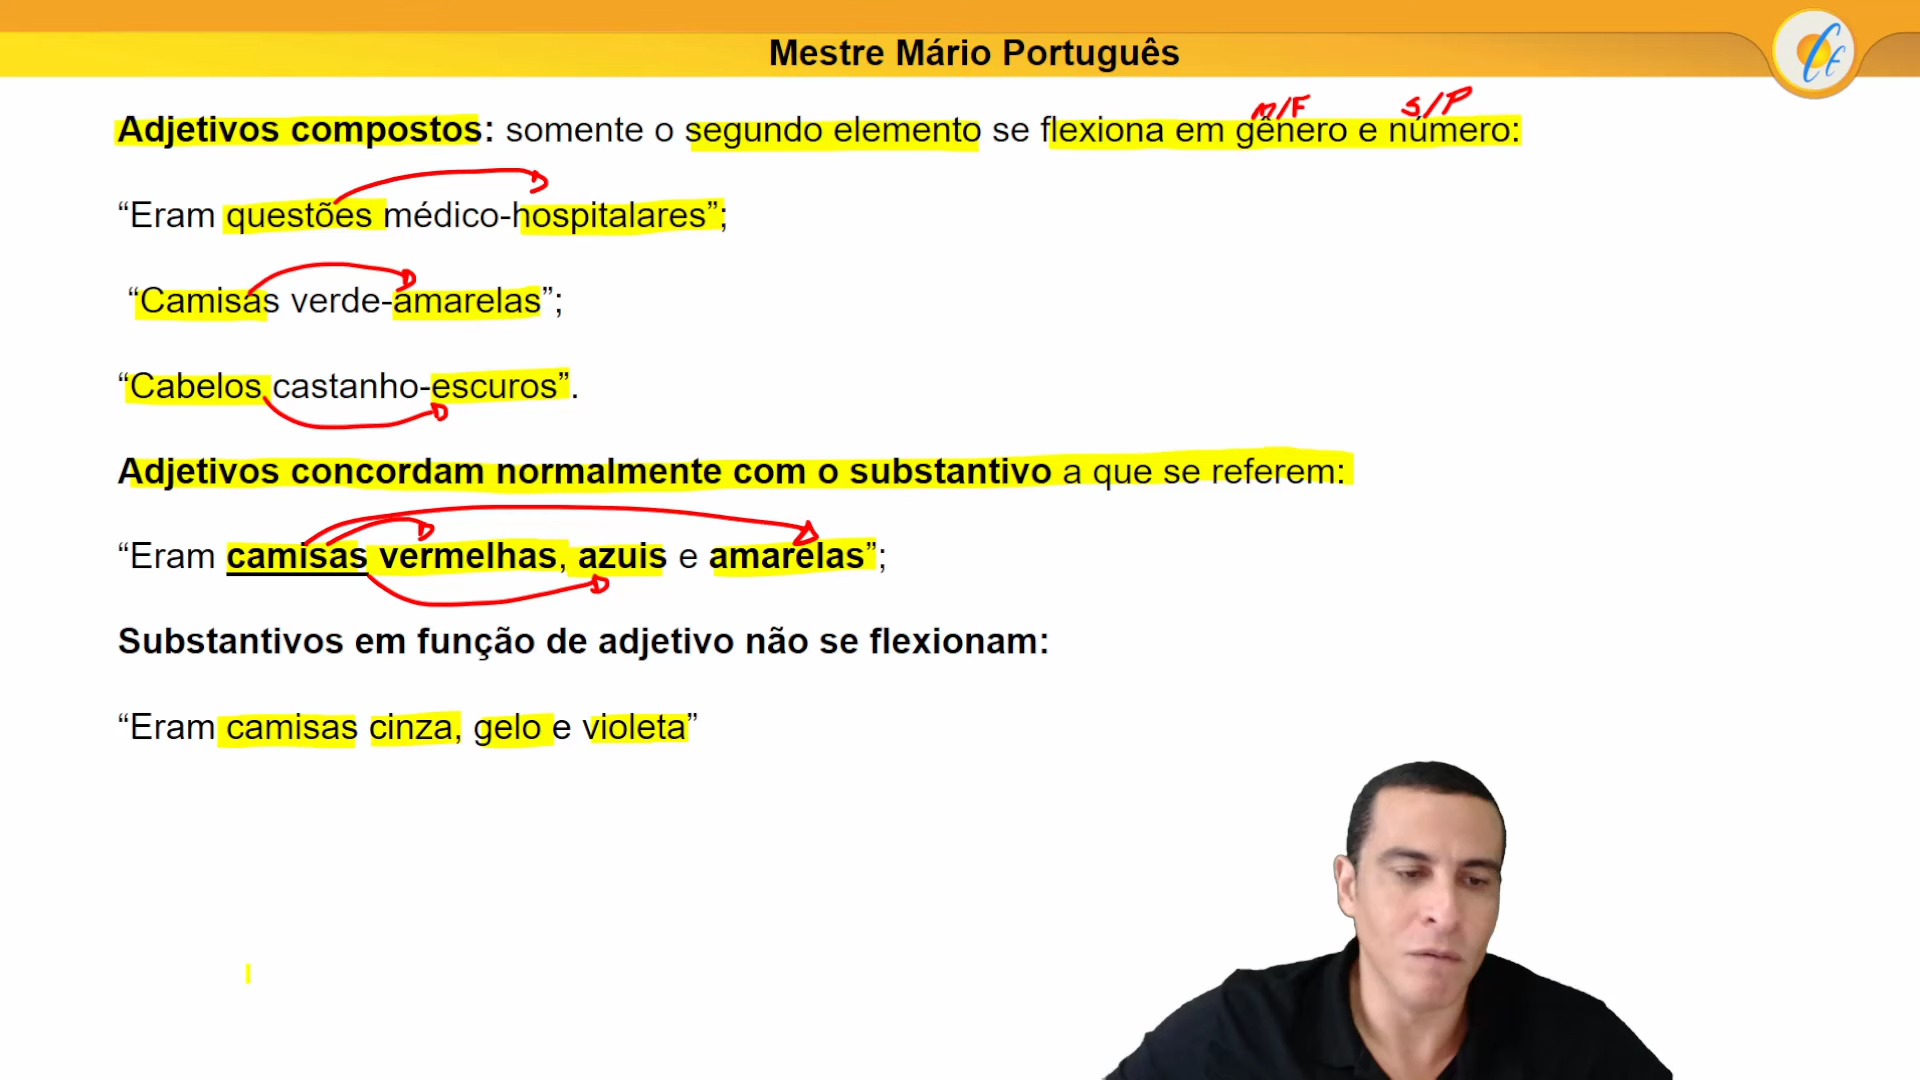 Mestre Mário Português
M/F S/P
Adjetivos compostos: somente o segundo elemento se flexiona em gênero e número:
“Eram questões médico-hospitalares”;
“Camisas verde-amarelas”;
“Cabelos castanho-escuros”.
Adjetivos concordam normalmente com o substantivo a que se referem:
“Eram camisas vermelhas, azuis e amarelas”;
Substantivos em função de adjetivo não se flexionam:
“Eram camisas cinza, gelo e violeta”